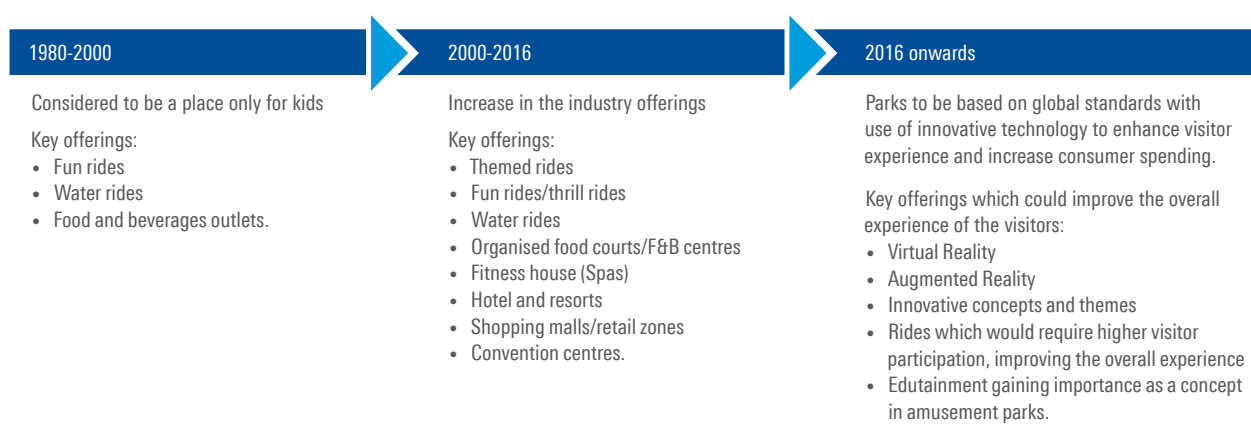 1980-2000
Considered to be a place only for kids
Key offerings:
• Fun rides
• Water rides
• Food and beverages outlets.
2000-2016
Increase in the industry offerings
Key offerings:
• Themed rides
• Fun rides/thrill rides
• Water rides
• Organised food courts/F&B centres
• Fitness house (Spas)
• Hotel and resorts
• Shopping malls/retail zones
• Convention centres.
2016 onwards
Parks to be based on global standards with
use of innovative technology to enhance visitor
experience and increase consumer spending.
Key offerings which could improve the overall
experience of the visitors:
• Virtual Reality
• Augmented Reality
• Innovative concepts and themes
• Rides which would require higher visitor
participation, improving the overall experience
• Edutainment gaining importance as a concept
in amusement parks.